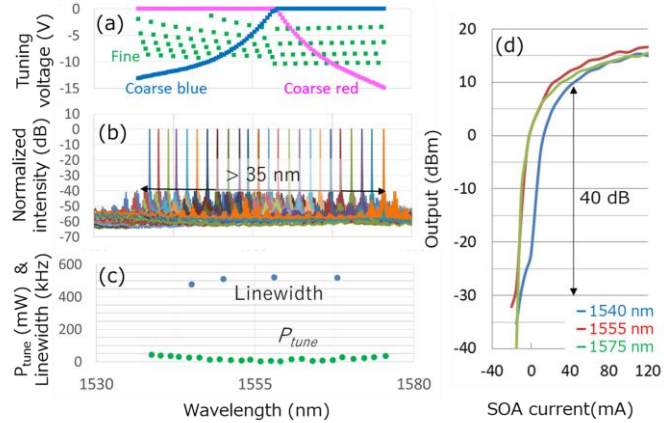 (a)
Tuning
voltage (V)
0
-5
-10
-15
Fine
Coarse blue
Coarse red
(b)
Normalized
intensity (dB)
10
0
-10
-20
-30
-40
-50
-60
-70
> 35 nm
(c)
Ptune (mW) &
Linewidth (kHz)
600
400
200
0
Linewidth
Ptune
1530
1555
1580
Wavelength (nm)
(d)
Output (dBm)
20
10
0
-10
-20
-30
-40
40 dB
1540 nm
1555 nm
1575 nm
-40
0
40
80
120
SOA current(mA)